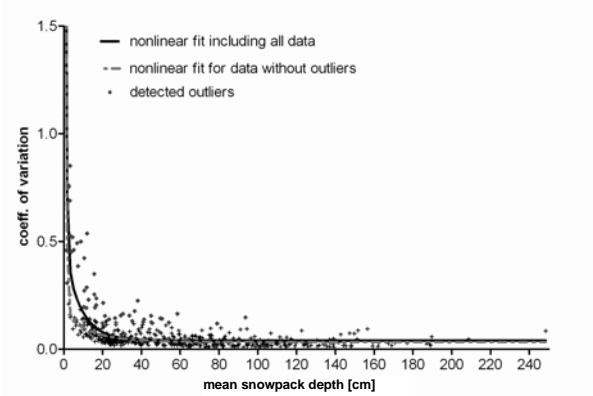 1.5
nonlinear fit including all data
nonlinear fit for data without outliers
detected outliers
1.0
coeff. of variation
0.5
0.0
0 20 40 60 80 100 120 140 160 180 200 220 240
mean snowpack depth [cm]